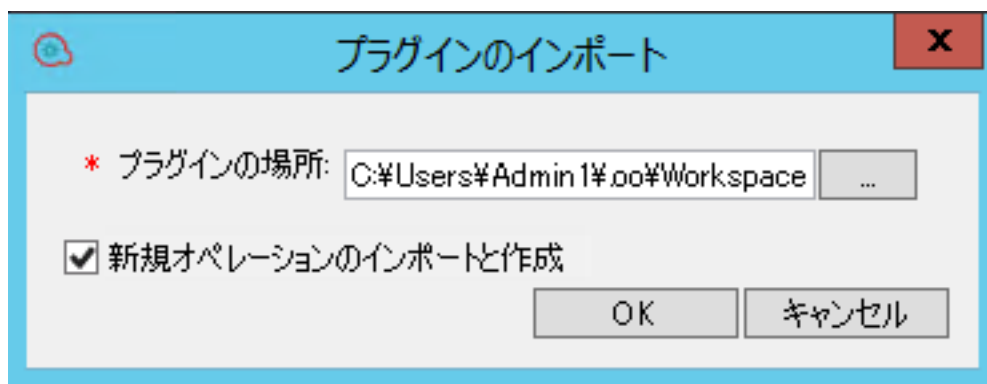 プラグインのインポート
x
* プラグインの場所: C:¥Users¥Admin1¥.oo¥Workspace ...
新規オペレーションのインポートと作成
OK キャンセル